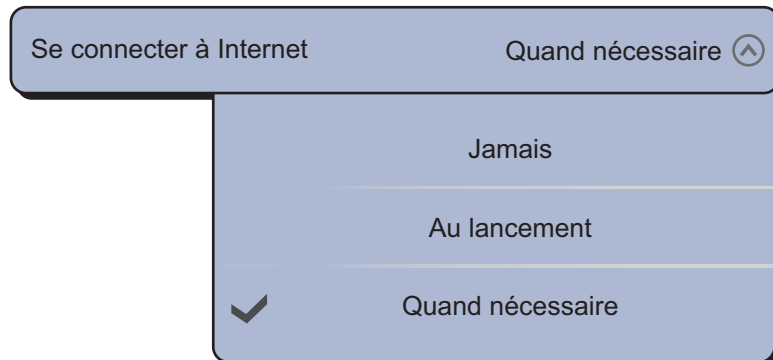 Se connecter à Internet Quand nécessaire
Jamais
Au lancement
Quand nécessaire